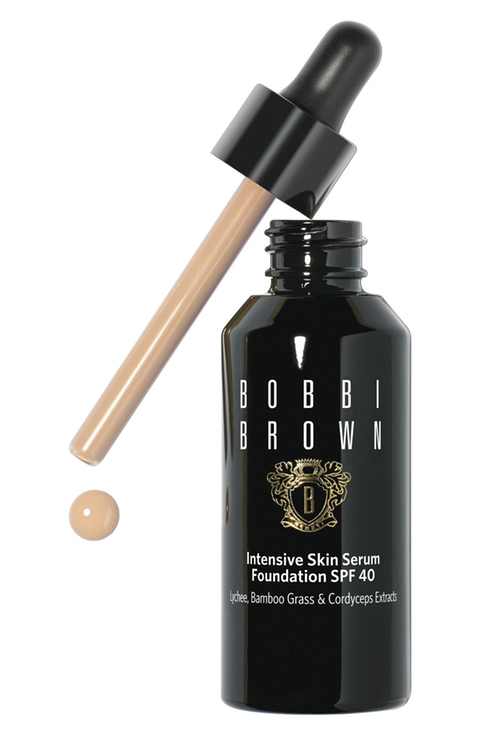 BOBBI
BROWN
B
Intensive Skin Serum
Foundation SPF 40
Lychee, Bamboo Grass & Cordyceps Extracts